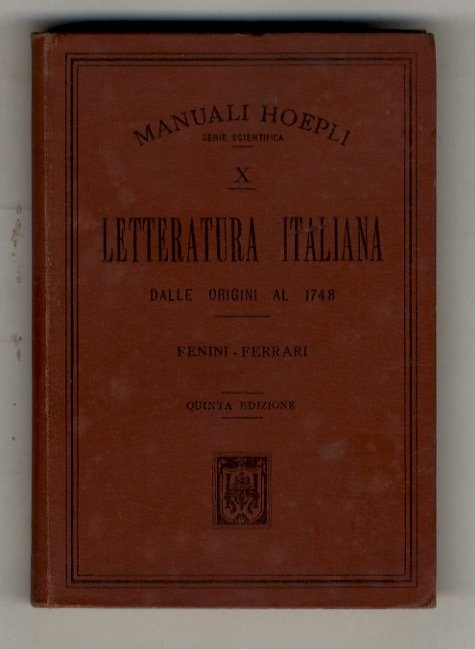 MANUALI HOEPLI
SERIE SCIENTIFICA
X
LETTERATURA ITALIANA
DALLE ORIGINI AL 1748
FENINI - FERRARI
QUINTA EDIZIONE